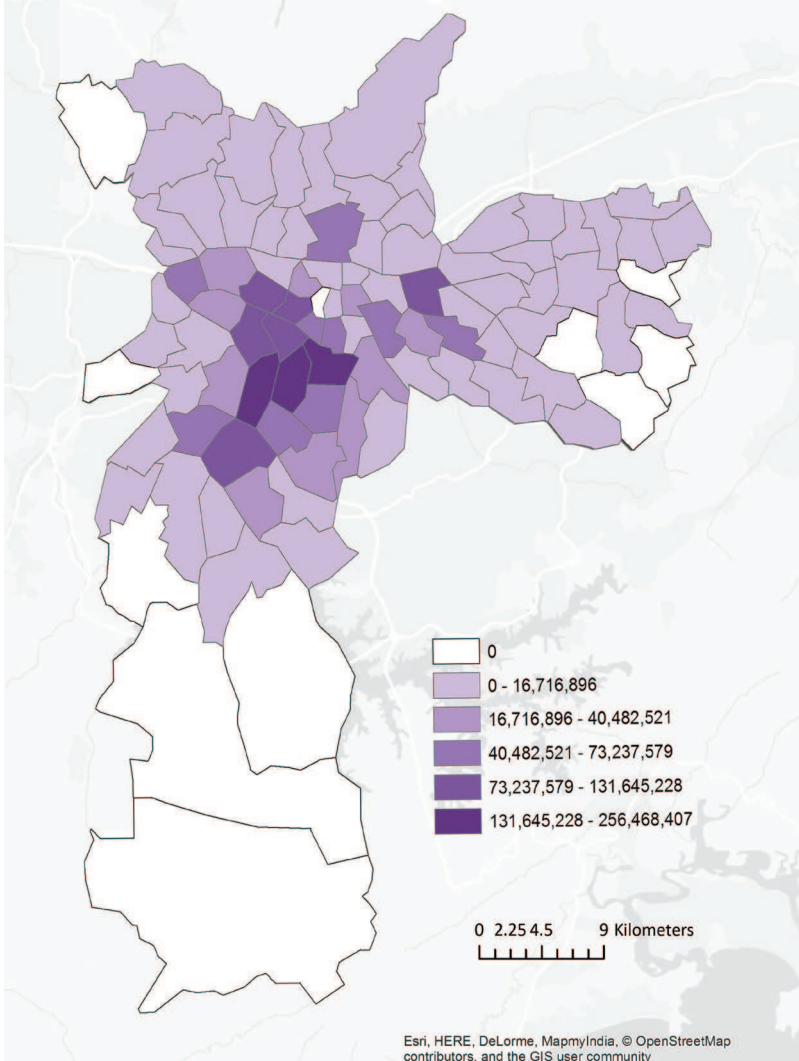 0
0 - 16,716,896
16,716,896 - 40,482,521
40,482,521 - 73,237,579
73,237,579 - 131,645,228
131,645,228 - 256,468,407
0 2.25 4.5 9 Kilometers
Esri, HERE, DeLorme, MapmyIndia, © OpenStreetMap
contributors, and the GIS user community